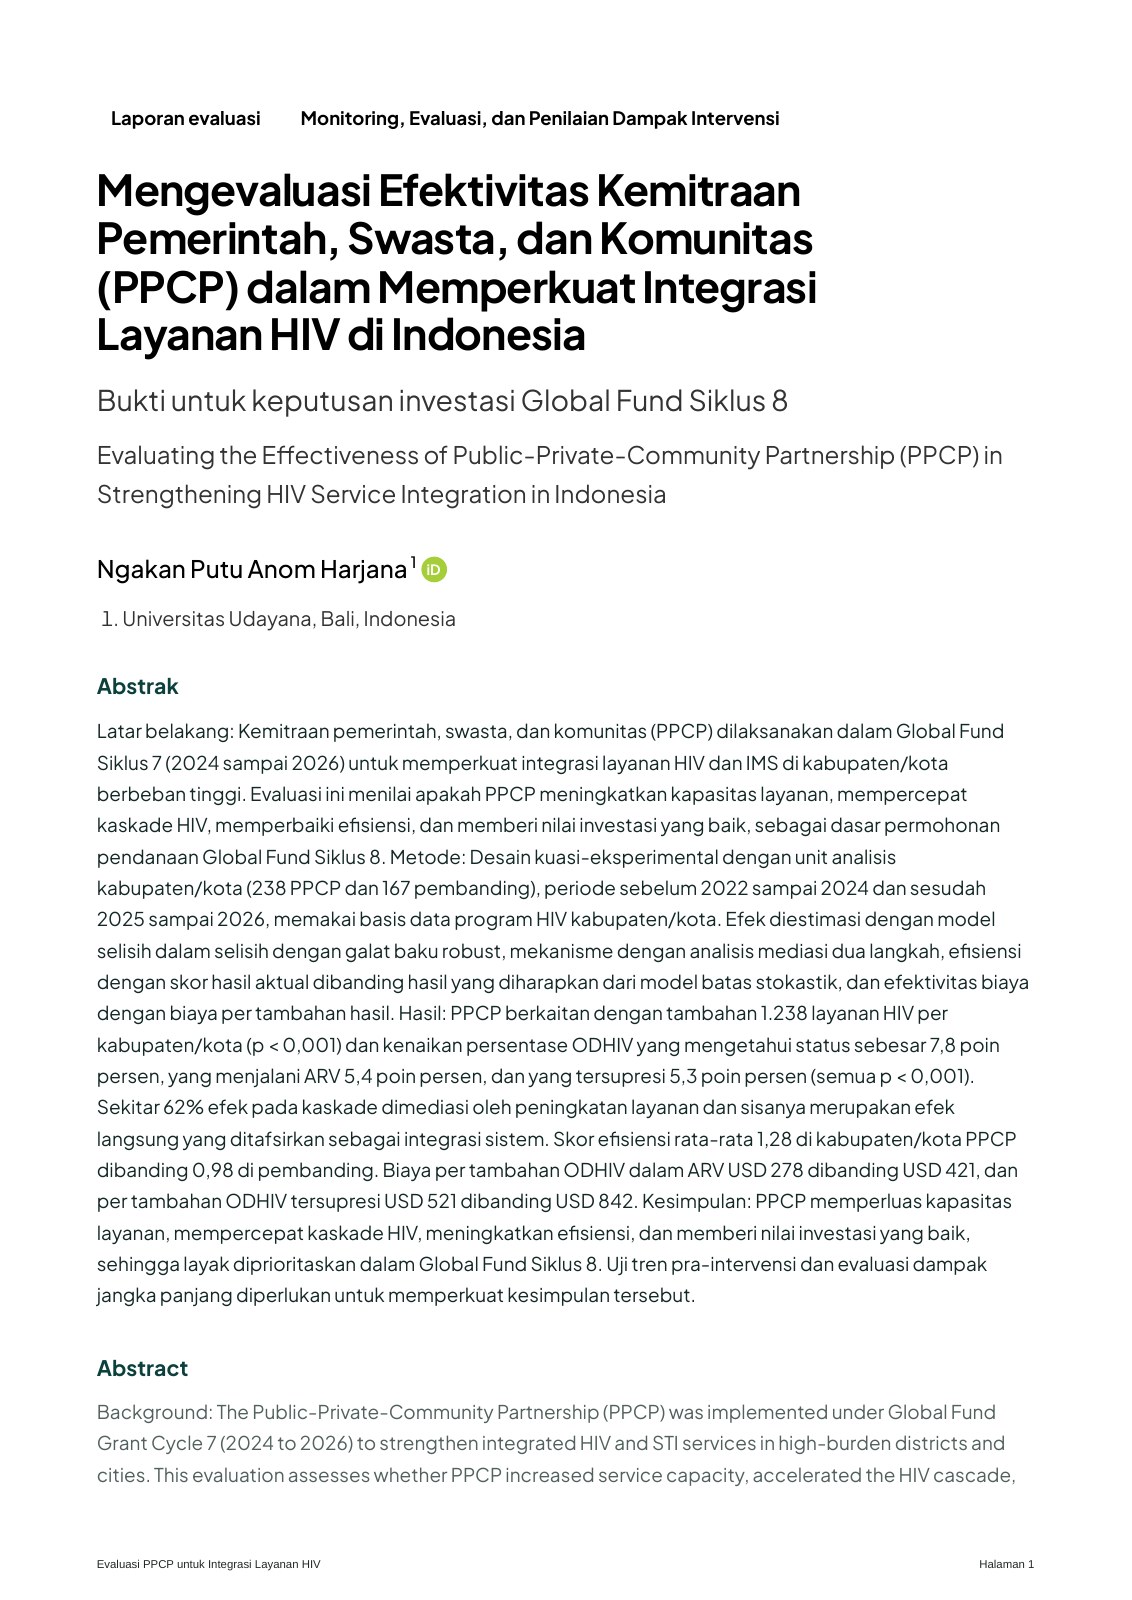 Laporan evaluasi Monitoring, Evaluasi, dan Penilaian Dampak Intervensi
Mengevaluasi Efektivitas Kemitraan
Pemerintah, Swasta, dan Komunitas
(PPCP) dalam Memperkuat Integrasi
Layanan HIV di Indonesia
Bukti untuk keputusan investasi Global Fund Siklus 8
Evaluating the Effectiveness of Public-Private-Community Partnership (PPCP) in
Strengthening HIV Service Integration in Indonesia
Ngakan Putu Anom Harjana 1 iD
1. Universitas Udayana, Bali, Indonesia
Abstrak
Latar belakang: Kemitraan pemerintah, swasta, dan komunitas (PPCP) dilaksanakan dalam Global Fund
Siklus 7 (2024 sampai 2026) untuk memperkuat integrasi layanan HIV dan IMS di kabupaten/kota
berbeban tinggi. Evaluasi ini menilai apakah PPCP meningkatkan kapasitas layanan, mempercepat
kaskade HIV, memperbaiki efisiensi, dan memberi nilai investasi yang baik, sebagai dasar permohonan
pendanaan Global Fund Siklus 8. Metode: Desain kuasi-eksperimental dengan unit analisis
kabupaten/kota (238 PPCP dan 167 pembanding), periode sebelum 2022 sampai 2024 dan sesudah
2025 sampai 2026, memakai basis data program HIV kabupaten/kota. Efek diestimasi dengan model
selisih dalam selisih dengan galat baku robust, mekanisme dengan analisis mediasi dua langkah, efisiensi
dengan skor hasil aktual dibanding hasil yang diharapkan dari model batas stokastik, dan efektivitas biaya
dengan biaya per tambahan hasil. Hasil: PPCP berkaitan dengan tambahan 1.238 layanan HIV per
kabupaten/kota (p < 0,001) dan kenaikan persentase ODHIV yang mengetahui status sebesar 7,8 poin
persen, yang menjalani ARV 5,4 poin persen, dan yang tersupresi 5,3 poin persen (semua p < 0,001).
Sekitar 62% efek pada kaskade dimediasi oleh peningkatan layanan dan sisanya merupakan efek
langsung yang ditafsirkan sebagai integrasi sistem. Skor efisiensi rata-rata 1,28 di kabupaten/kota PPCP
dibanding 0,98 di pembanding. Biaya per tambahan ODHIV dalam ARV USD 278 dibanding USD 421, dan
per tambahan ODHIV tersupresi USD 521 dibanding USD 842. Kesimpulan: PPCP memperluas kapasitas
layanan, mempercepat kaskade HIV, meningkatkan efisiensi, dan memberi nilai investasi yang baik,
sehingga layak diprioritaskan dalam Global Fund Siklus 8. Uji tren pra-intervensi dan evaluasi dampak
jangka panjang diperlukan untuk memperkuat kesimpulan tersebut.
Abstract
Background: The Public-Private-Community Partnership (PPCP) was implemented under Global Fund
Grant Cycle 7 (2024 to 2026) to strengthen integrated HIV and STI services in high-burden districts and
cities. This evaluation assesses whether PPCP increased service capacity, accelerated the HIV cascade,
Evaluasi PPCP untuk Integrasi Layanan HIV Halaman 1